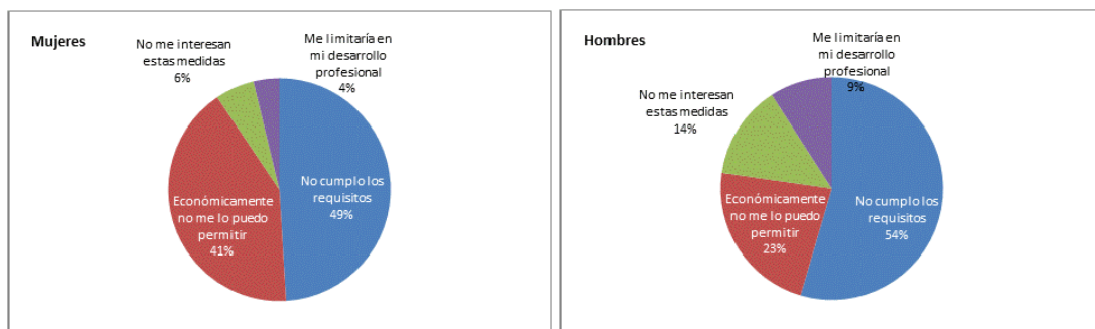 Mujeres
No me interesan
estas medidas
6%
Me limitaría en
mi desarrollo
profesional
4%
No cumplo los
requisitos
49%
Económicamente
no me lo puedo
permitir
41%
Hombres
Me limitaría en
mi desarrollo
profesional
9%
No me interesan
estas medidas
14%
Económicamente
no me lo puedo
permitir
23%
No cumplo los
requisitos
54%